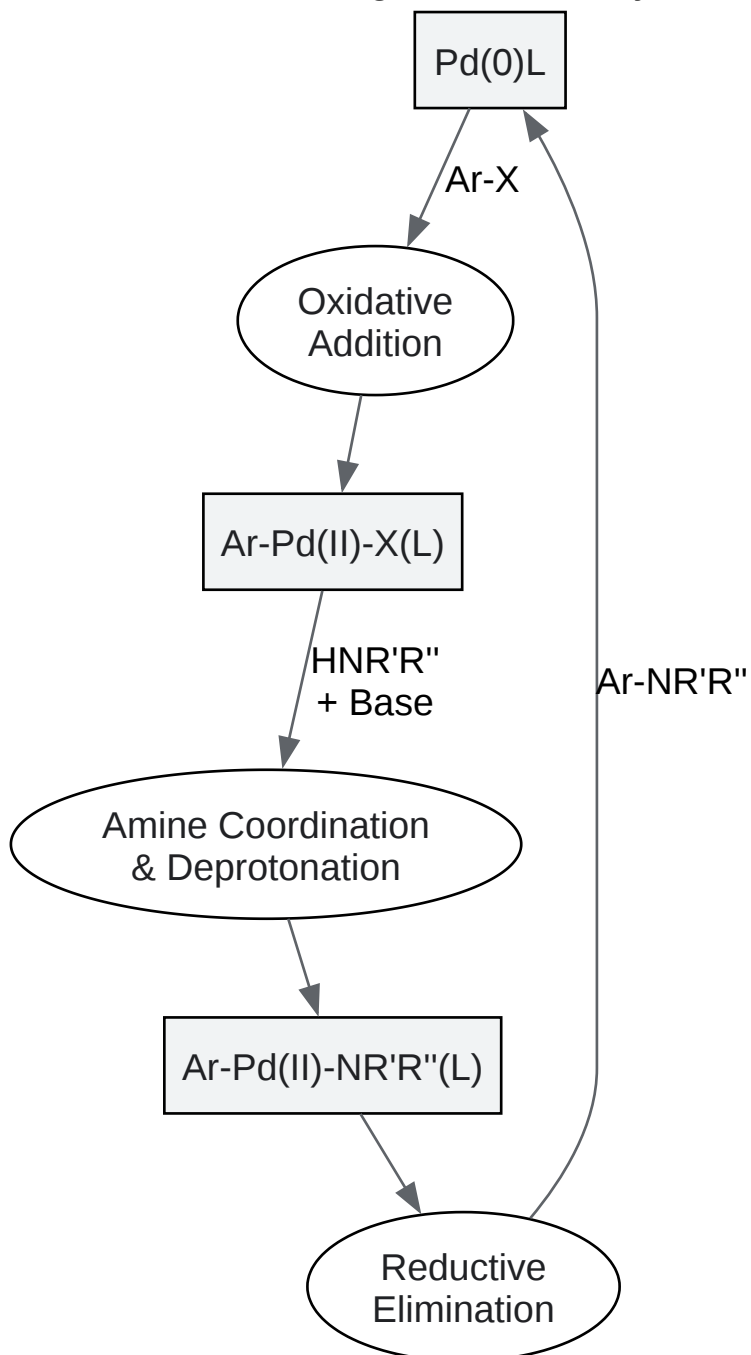 Pd(0)L
Ar-X
Oxidative
Addition
Ar-Pd(II)-X(L)
HNR'R''
+ Base
Ar-NR'R''
Amine Coordination
& Deprotonation
Ar-Pd(II)-NR'R''(L)
Reductive
Elimination